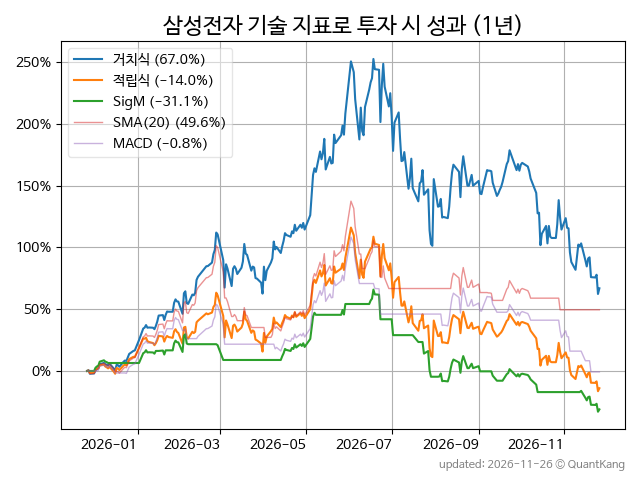 삼성전자 기술 지표로 투자 시 성과 (1년)
거치식 (67.0%)
적립식 (−14.0%)
SigM (−31.1%)
SMA(20) (49.6%)
MACD (−0.8%)
250%
200%
150%
100%
50%
0%
2026-01 2026-03 2026-05 2026-07 2026-09 2026-11
updated: 2026-11-26 ⓒ QuantKang